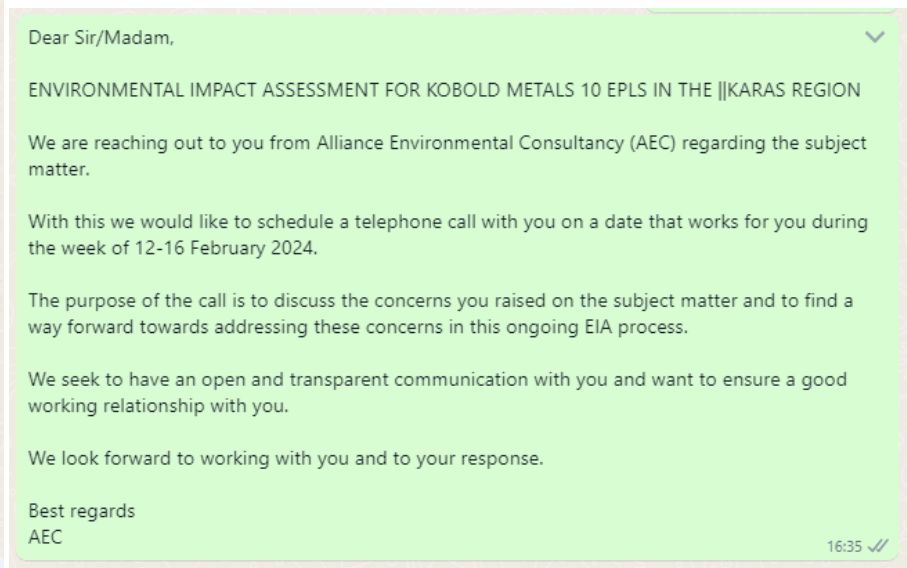 Dear Sir/Madam,
ENVIRONMENTAL IMPACT ASSESSMENT FOR KOBOLD METALS 10 EPLS IN THE ||KARAS REGION
We are reaching out to you from Alliance Environmental Consultancy (AEC) regarding the subject
matter.
With this we would like to schedule a telephone call with you on a date that works for you during
the week of 12-16 February 2024.
The purpose of the call is to discuss the concerns you raised on the subject matter and to find a
way forward towards addressing these concerns in this ongoing EIA process.
We seek to have an open and transparent communication with you and want to ensure a good
working relationship with you.
We look forward to working with you and to your response.
Best regards
AEC
16:35